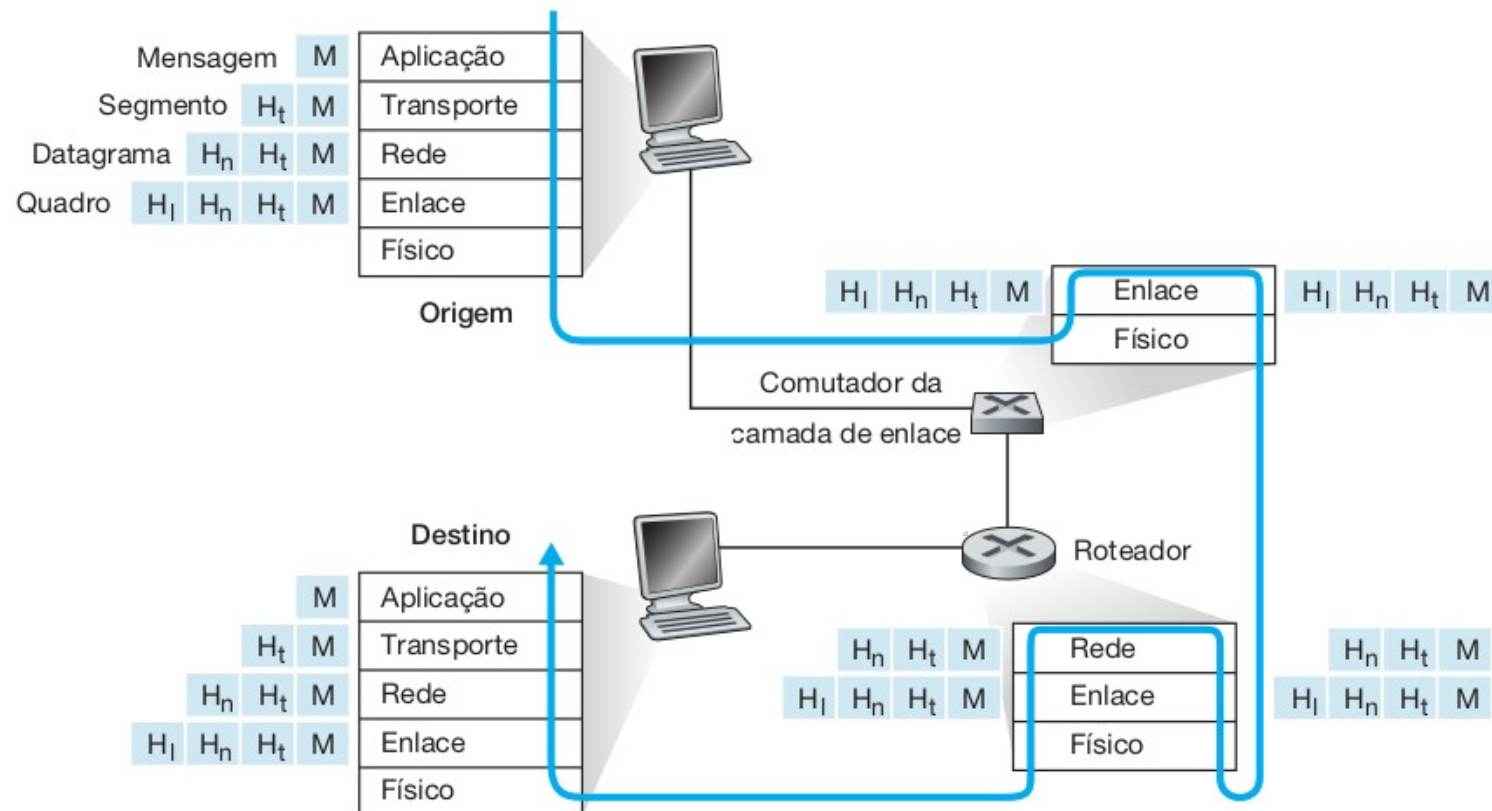 Mensagem M Aplicação
Segmento Ht M Transporte
Datagrama Hn Ht M Rede
Quadro Hl Hn Ht M Enlace
Físico
Origem
Hl Hn Ht M Enlace Hl Hn Ht M
Físico
Comutador da
camada de enlace
Destino
Roteador
M Aplicação
Ht M Transporte
Hn Ht M Rede
Hl Hn Ht M Enlace
Físico
Hn Ht M Rede Hn Ht M
Hl Hn Ht M Enlace Hl Hn Ht M
Físico